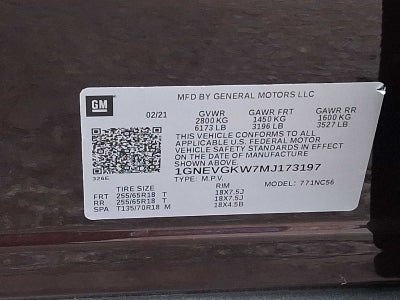 GM
MFD BY GENERAL MOTORS LLC
02/21 GVWR GAWR FRT GAWR RR
2800 KG 1450 KG 1600 KG
6173 LB 3196 LB 3527 LB
THIS VEHICLE CONFORMS TO ALL
APPLICABLE U.S. FEDERAL MOTOR
VEHICLE SAFETY STANDARDS IN EFFECT
ON THE DATE OF MANUFACTURE
SHOWN ABOVE.
1GNEVGKW7MJ173197
326E TYPE: M.P.V. MODEL: 771NC56
TIRE SIZE RIM
FRT 255/65R18 T 18X7.5J
RR 255/65R18 T 18X7.5J
SPA T135/70R18 M 18X4.5B